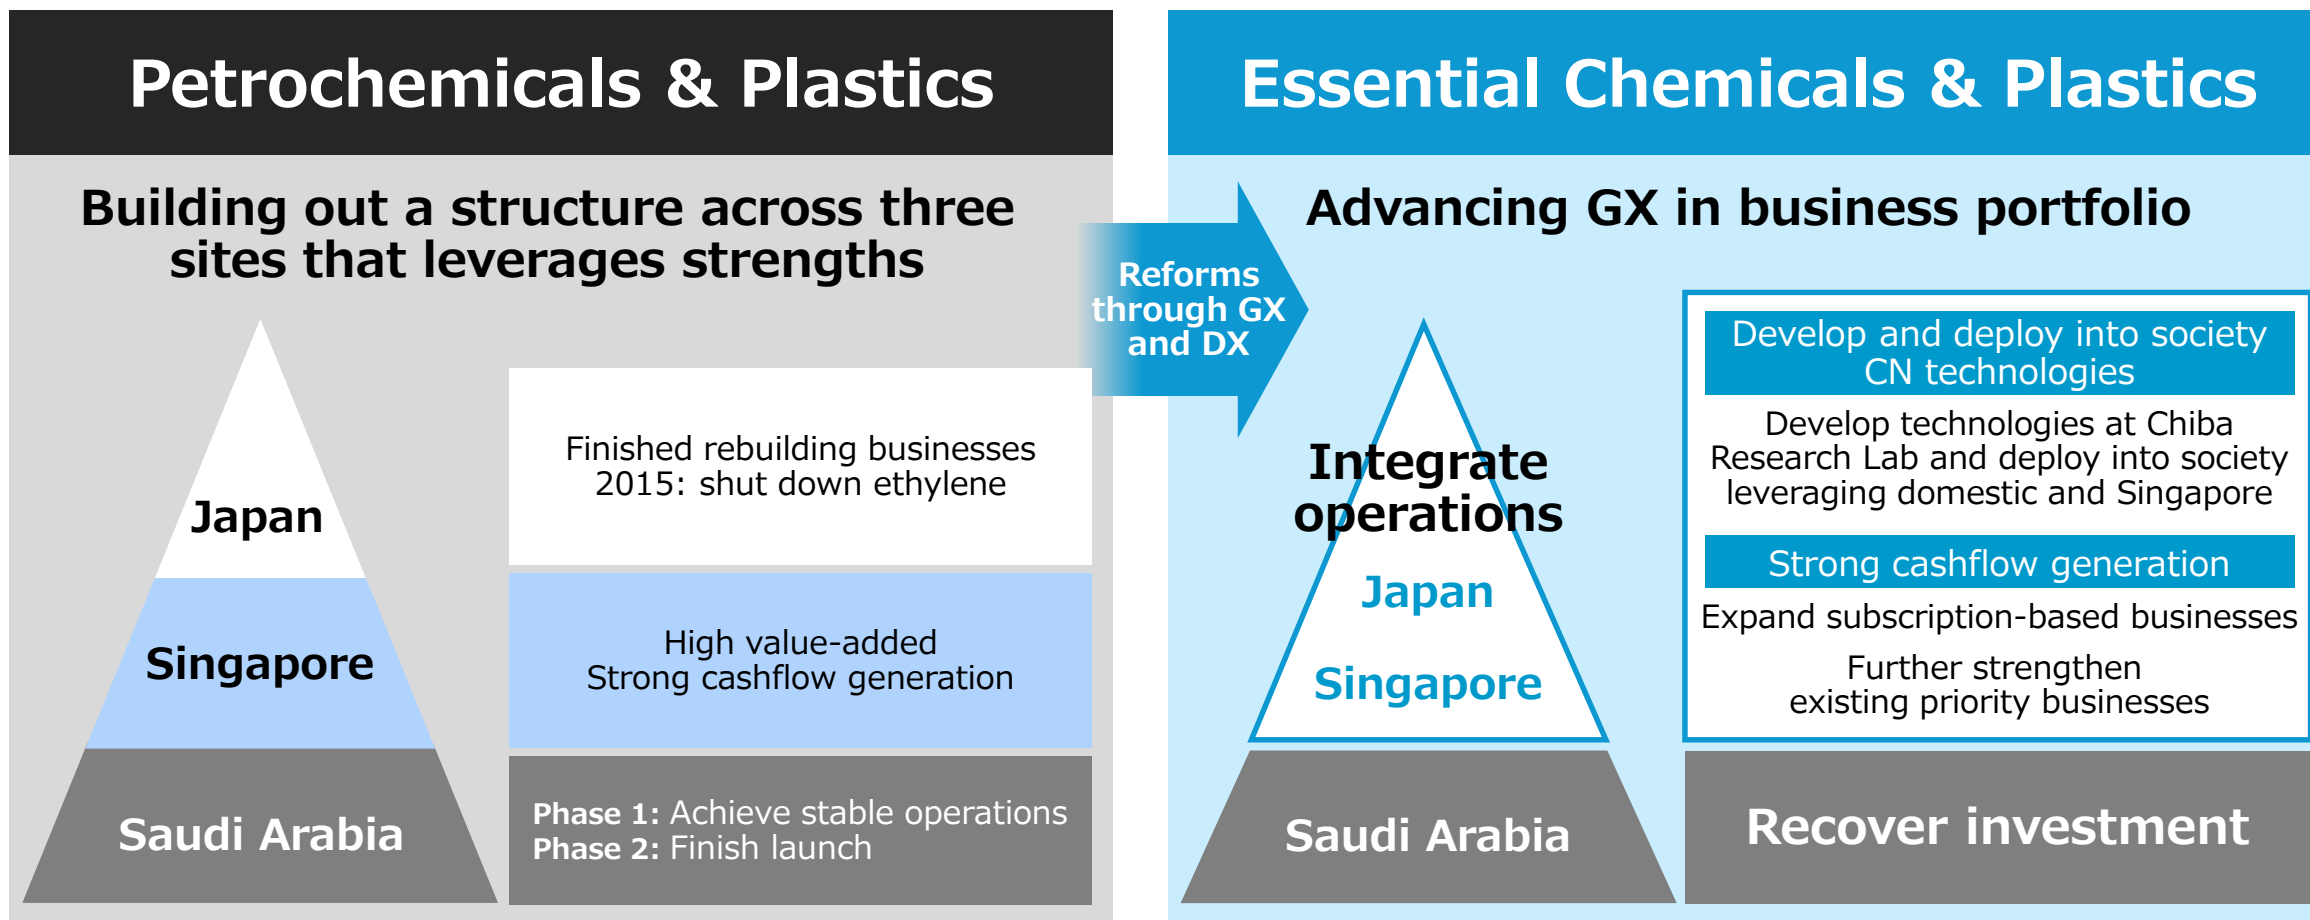 Petrochemicals & Plastics
Building out a structure across three
sites that leverages strengths
Japan
Finished rebuilding businesses
2015: shut down ethylene
Singapore
High value-added
Strong cashflow generation
Saudi Arabia
Phase 1: Achieve stable operations
Phase 2: Finish launch
Reforms
through GX
and DX
Essential Chemicals & Plastics
Advancing GX in business portfolio
Integrate
operations
Japan
Singapore
Develop and deploy into society
CN technologies
Develop technologies at Chiba
Research Lab and deploy into society
leveraging domestic and Singapore
Strong cashflow generation
Expand subscription-based businesses
Further strengthen
existing priority businesses
Saudi Arabia
Recover investment